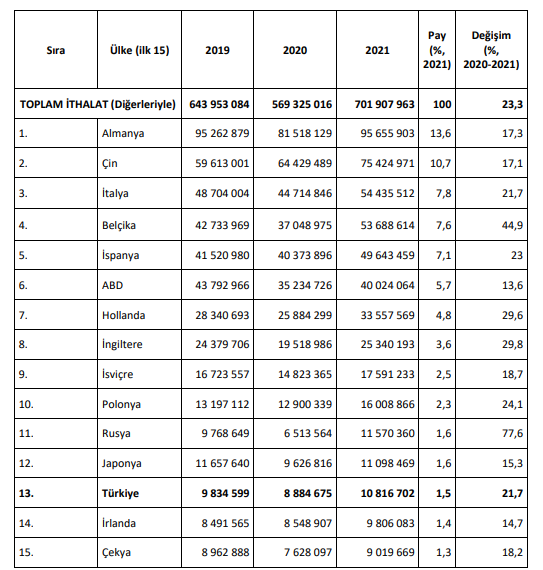 Sıra Ülke (ilk 15) 2019 2020 2021 Pay (%, 2021) Değişim (%, 2020-2021)
TOPLAM İTHALAT (Diğerleriyle) 643 953 084 569 325 016 701 907 963 100 23,3
1. Almanya 95 262 879 81 518 129 95 655 903 13,6 17,3
2. Çin 59 613 001 64 429 489 75 424 971 10,7 17,1
3. İtalya 48 704 004 44 714 846 54 435 512 7,8 21,7
4. Belçika 42 733 969 37 048 975 53 688 614 7,6 44,9
5. İspanya 41 520 980 40 373 896 49 643 459 7,1 23
6. ABD 43 792 966 35 234 726 40 024 064 5,7 13,6
7. Hollanda 28 340 693 25 884 299 33 557 569 4,8 29,6
8. İngiltere 24 379 706 19 518 986 25 340 193 3,6 29,8
9. İsviçre 16 723 557 14 823 365 17 591 233 2,5 18,7
10. Polonya 13 197 112 12 900 339 16 008 866 2,3 24,1
11. Rusya 9 768 649 6 513 564 11 570 360 1,6 77,6
12. Japonya 11 657 640 9 626 816 11 098 469 1,6 15,3
13. Türkiye 9 834 599 8 884 675 10 816 702 1,5 21,7
14. İrlanda 8 491 565 8 548 907 9 806 083 1,4 14,7
15. Çekya 8 962 888 7 628 097 9 019 669 1,3 18,2